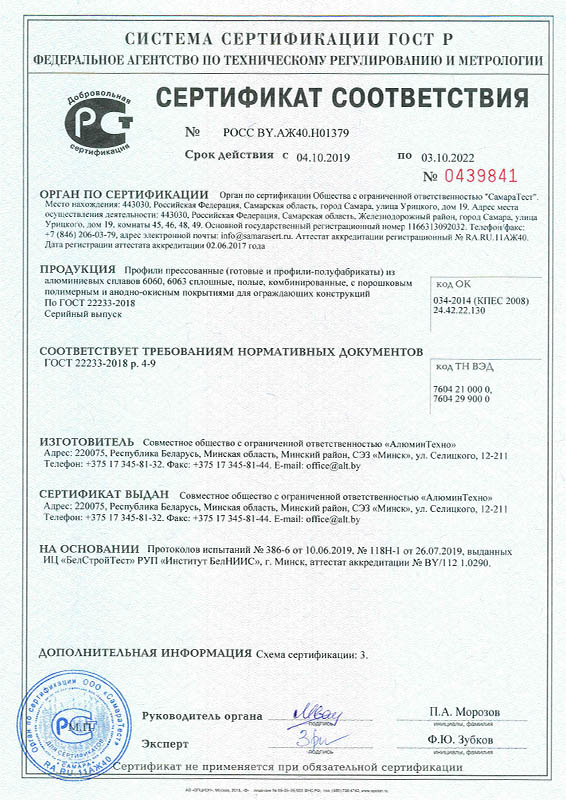 СИСТЕМА СЕРТИФИКАЦИИ ГОСТ Р
ФЕДЕРАЛЬНОЕ АГЕНТСТВО ПО ТЕХНИЧЕСКОМУ РЕГУЛИРОВАНИЮ И МЕТРОЛОГИИ
Добровольная
РСТ
сертификация
СЕРТИФИКАТ СООТВЕТСТВИЯ
№ РОСС BY.АЖ40.Н01379
Срок действия с 04.10.2019 по 03.10.2022
№ 0439841
ОРГАН ПО СЕРТИФИКАЦИИ Орган по сертификации Общества с ограниченной ответственностью "СамараТест".
Место нахождения: 443030, Российская Федерация, Самарская область, город Самара, улица Урицкого, дом 19. Адрес места
осуществления деятельности: 443030, Российская Федерация, Самарская область, Железнодорожный район, город Самара, улица
Урицкого, дом 19, комнаты 45, 46, 48, 49. Основной государственный регистрационный номер 1166313092032. Телефон/факс:
+7 (846) 206-03-79, адрес электронной почты: info@samarasert.ru. Аттестат аккредитации регистрационный № RA.RU.11АЖ40.
Дата регистрации аттестата аккредитации 02.06.2017 года
ПРОДУКЦИЯ Профили прессованные (готовые и профили-полуфабрикаты) из
алюминиевых сплавов 6060, 6063 сплошные, полые, комбинированные, с порошковым
полимерным и анодно-окисным покрытиями для ограждающих конструкций
По ГОСТ 22233-2018
Серийный выпуск
код ОК
034-2014 (КПЕС 2008)
24.42.22.130
СООТВЕТСТВУЕТ ТРЕБОВАНИЯМ НОРМАТИВНЫХ ДОКУМЕНТОВ
ГОСТ 22233-2018 р. 4-9
код ТН ВЭД
7604 21 000 0,
7604 29 900 0
ИЗГОТОВИТЕЛЬ Совместное общество с ограниченной ответственностью «АлюминТехно»
Адрес: 220075, Республика Беларусь, Минская область, Минский район, СЭЗ «Минск», ул. Селицкого, 12-211
Телефон: +375 17 345-81-32. Факс: +375 17 345-81-44. E-mail: office@alt.by
СЕРТИФИКАТ ВЫДАН Совместное общество с ограниченной ответственностью «АлюминТехно»
Адрес: 220075, Республика Беларусь, Минская область, Минский район, СЭЗ «Минск», ул. Селицкого, 12-211
Телефон: +375 17 345-81-32. Факс: +375 17 345-81-44. E-mail: office@alt.by
НА ОСНОВАНИИ Протоколов испытаний № 386-6 от 10.06.2019, № 118Н-1 от 26.07.2019, выданных
ИЦ «БелСтройТест» РУП «Институт БелНИИС», г. Минск, аттестат аккредитации № BY/112 1.0290.
ДОПОЛНИТЕЛЬНАЯ ИНФОРМАЦИЯ Схема сертификации: 3.
Орган по сертификации ООО «СамараТест»
М.П.
ДЛЯ СЕРТИФИКАТОВ
САМАРА
RA.RU.11АЖ40
Руководитель органа
подпись
П.А. Морозов
инициалы, фамилия
Эксперт
подпись
Ф.Ю. Зубков
инициалы, фамилия
Сертификат не применяется при обязательной сертификации